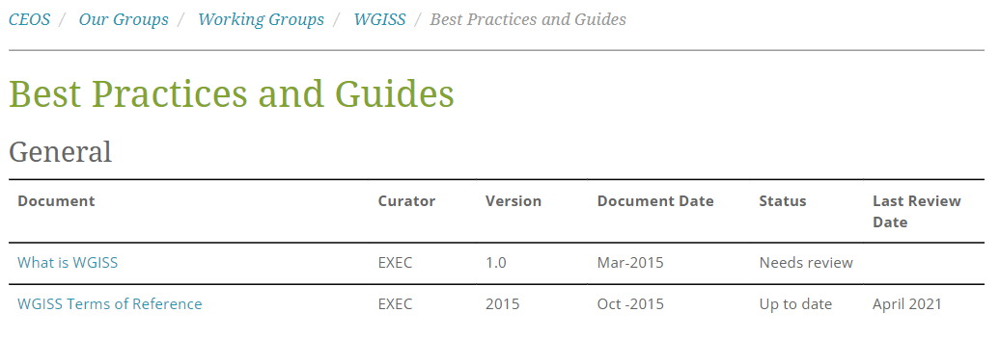 CEOS / Our Groups / Working Groups / WGISS / Best Practices and Guides
Best Practices and Guides
General
Document Curator Version Document Date Status Last Review
Date
What is WGISS EXEC 1.0 Mar-2015 Needs review
WGISS Terms of Reference EXEC 2015 Oct -2015 Up to date April 2021